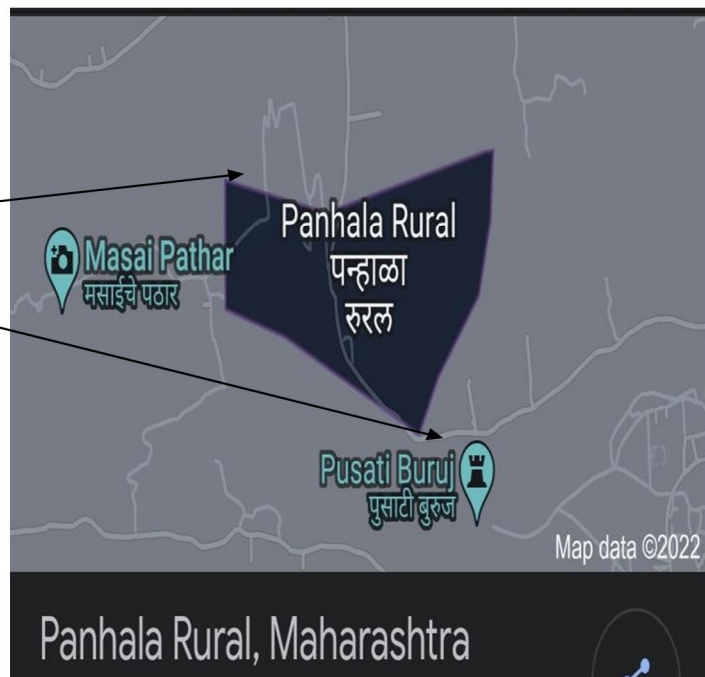 Panhala Rural
पन्हाळा
रुरल
Masai Pathar
मसाईचे पठार
Pusati Buruj
पुसाटी बुरुज
Map data ©2022
Panhala Rural, Maharashtra